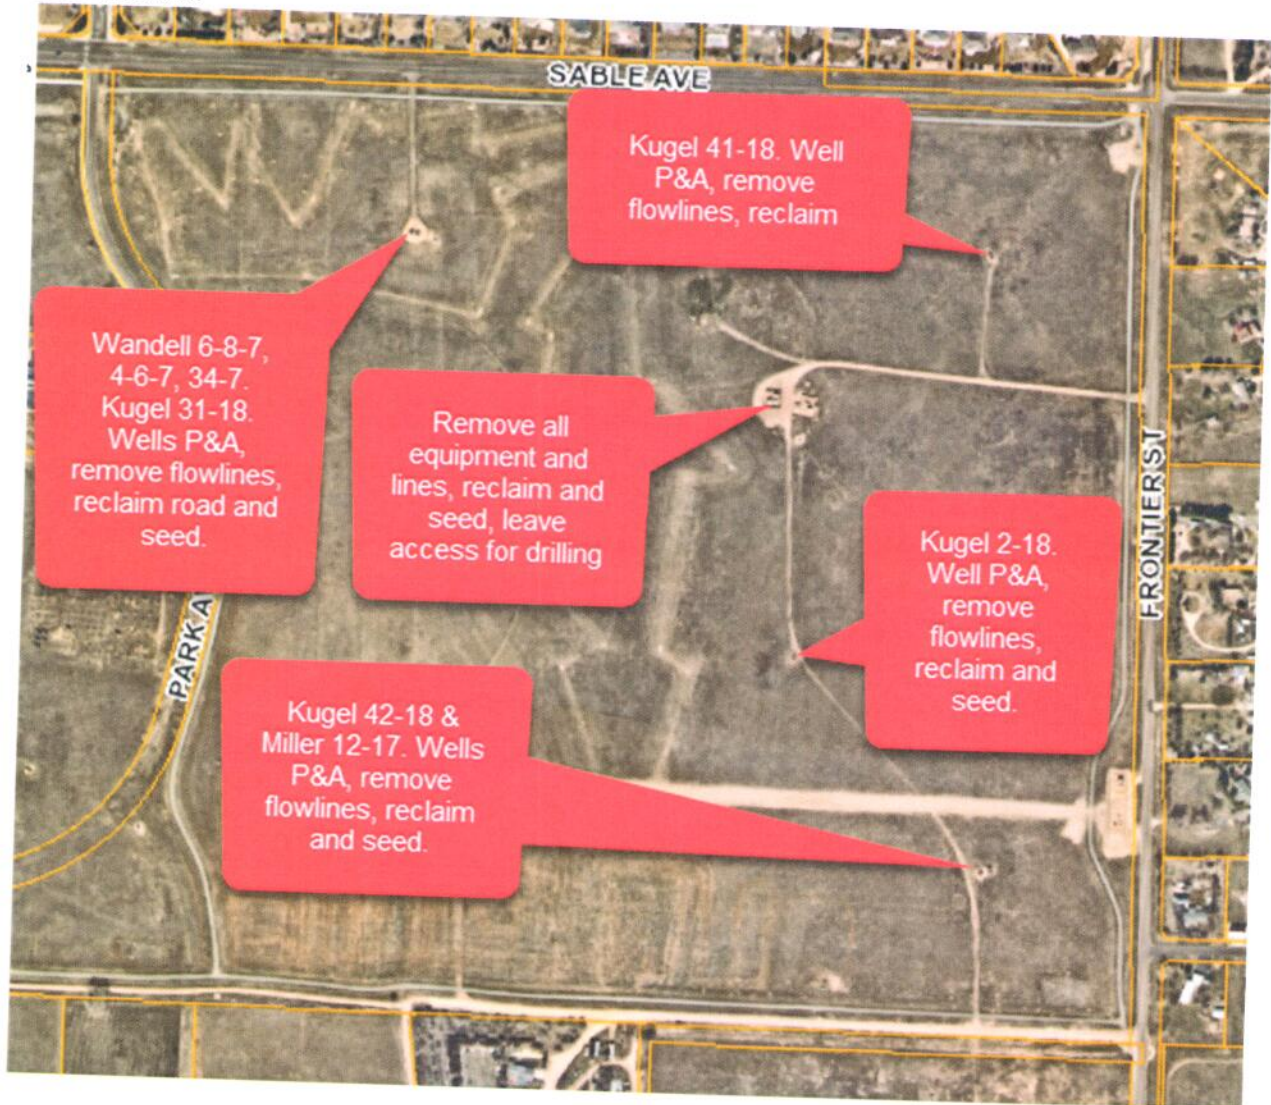 SABLE AVE
Kugel 41-18. Well
P&A, remove
flowlines, reclaim
Wandell 6-8-7,
4-6-7, 34-7.
Kugel 31-18.
Wells P&A,
remove flowlines,
reclaim road and
seed.
Remove all
equipment and
lines, reclaim and
seed, leave
access for drilling
Kugel 2-18.
Well P&A,
remove
flowlines,
reclaim and
seed.
FRONTIER ST
PARK A
Kugel 42-18 &
Miller 12-17. Wells
P&A, remove
flowlines, reclaim
and seed.